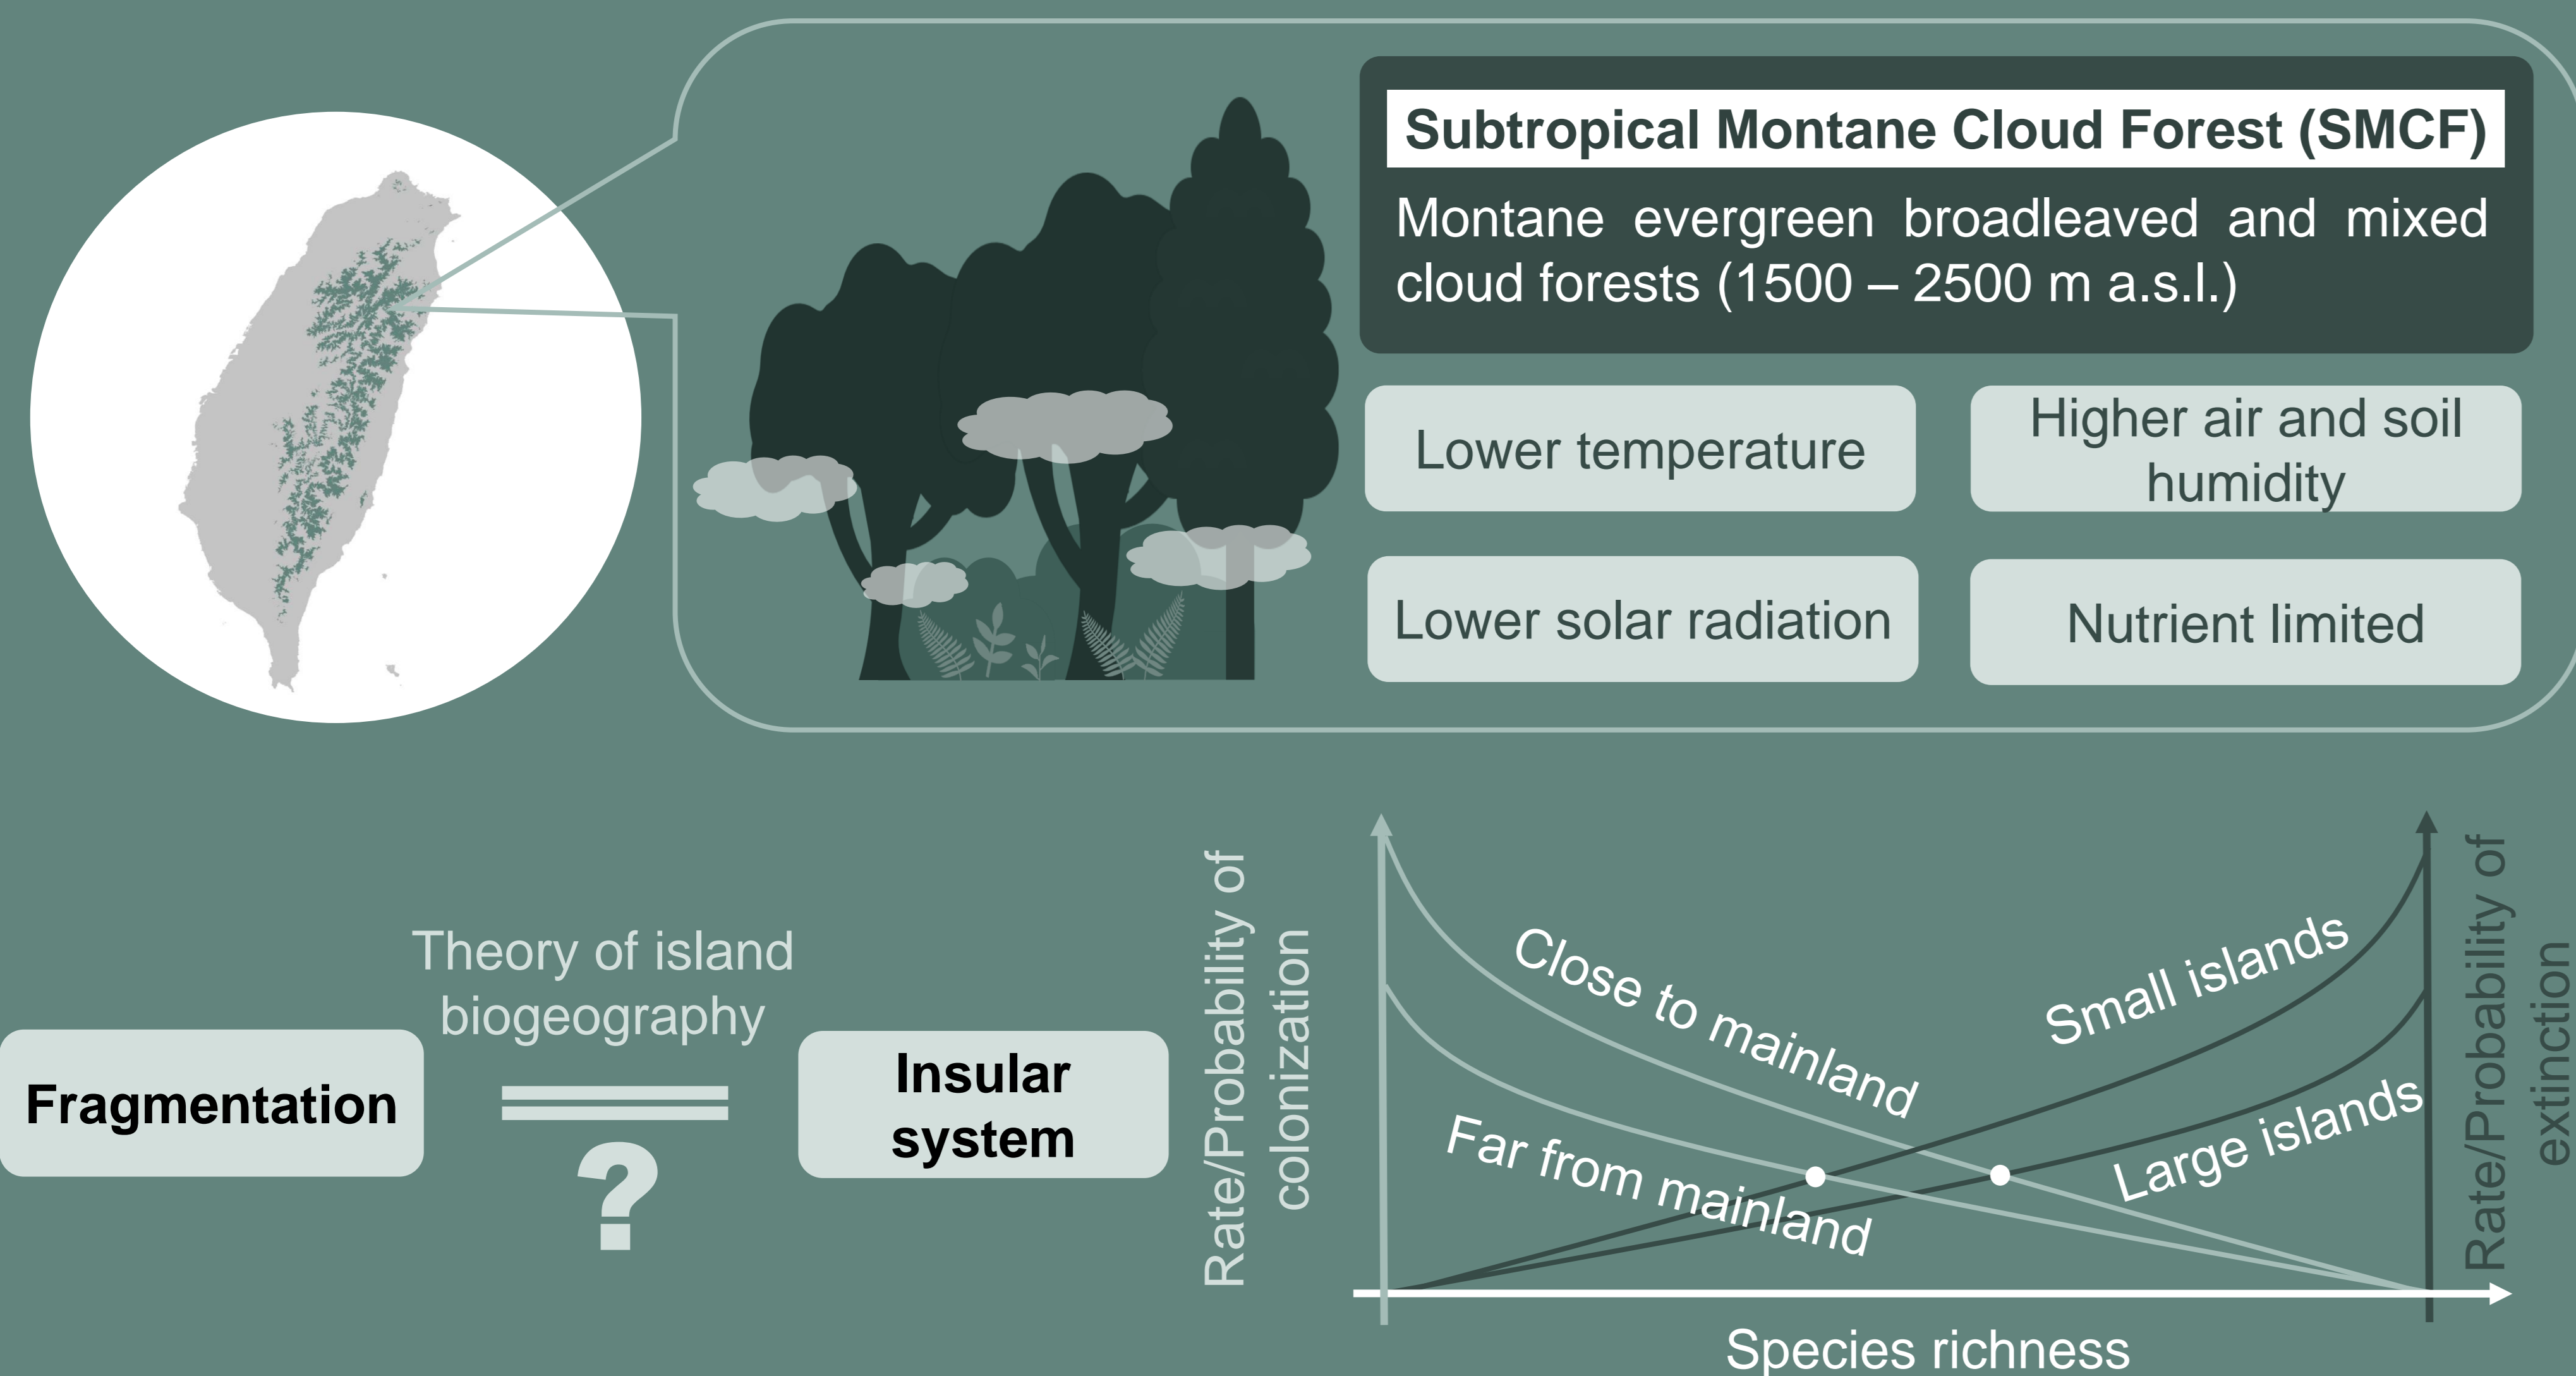 Subtropical Montane Cloud Forest (SMCF)
Montane evergreen broadleaved and mixed
cloud forests (1500 – 2500 m a.s.l.)
Lower temperature
Higher air and soil
humidity
Lower solar radiation
Nutrient limited
Theory of island
biogeography
Fragmentation
?
Insular
system
Rate/Probability of
colonization
Close to mainland
Far from mainland
Small islands
Large islands
Rate/Probability of
extinction
Species richness